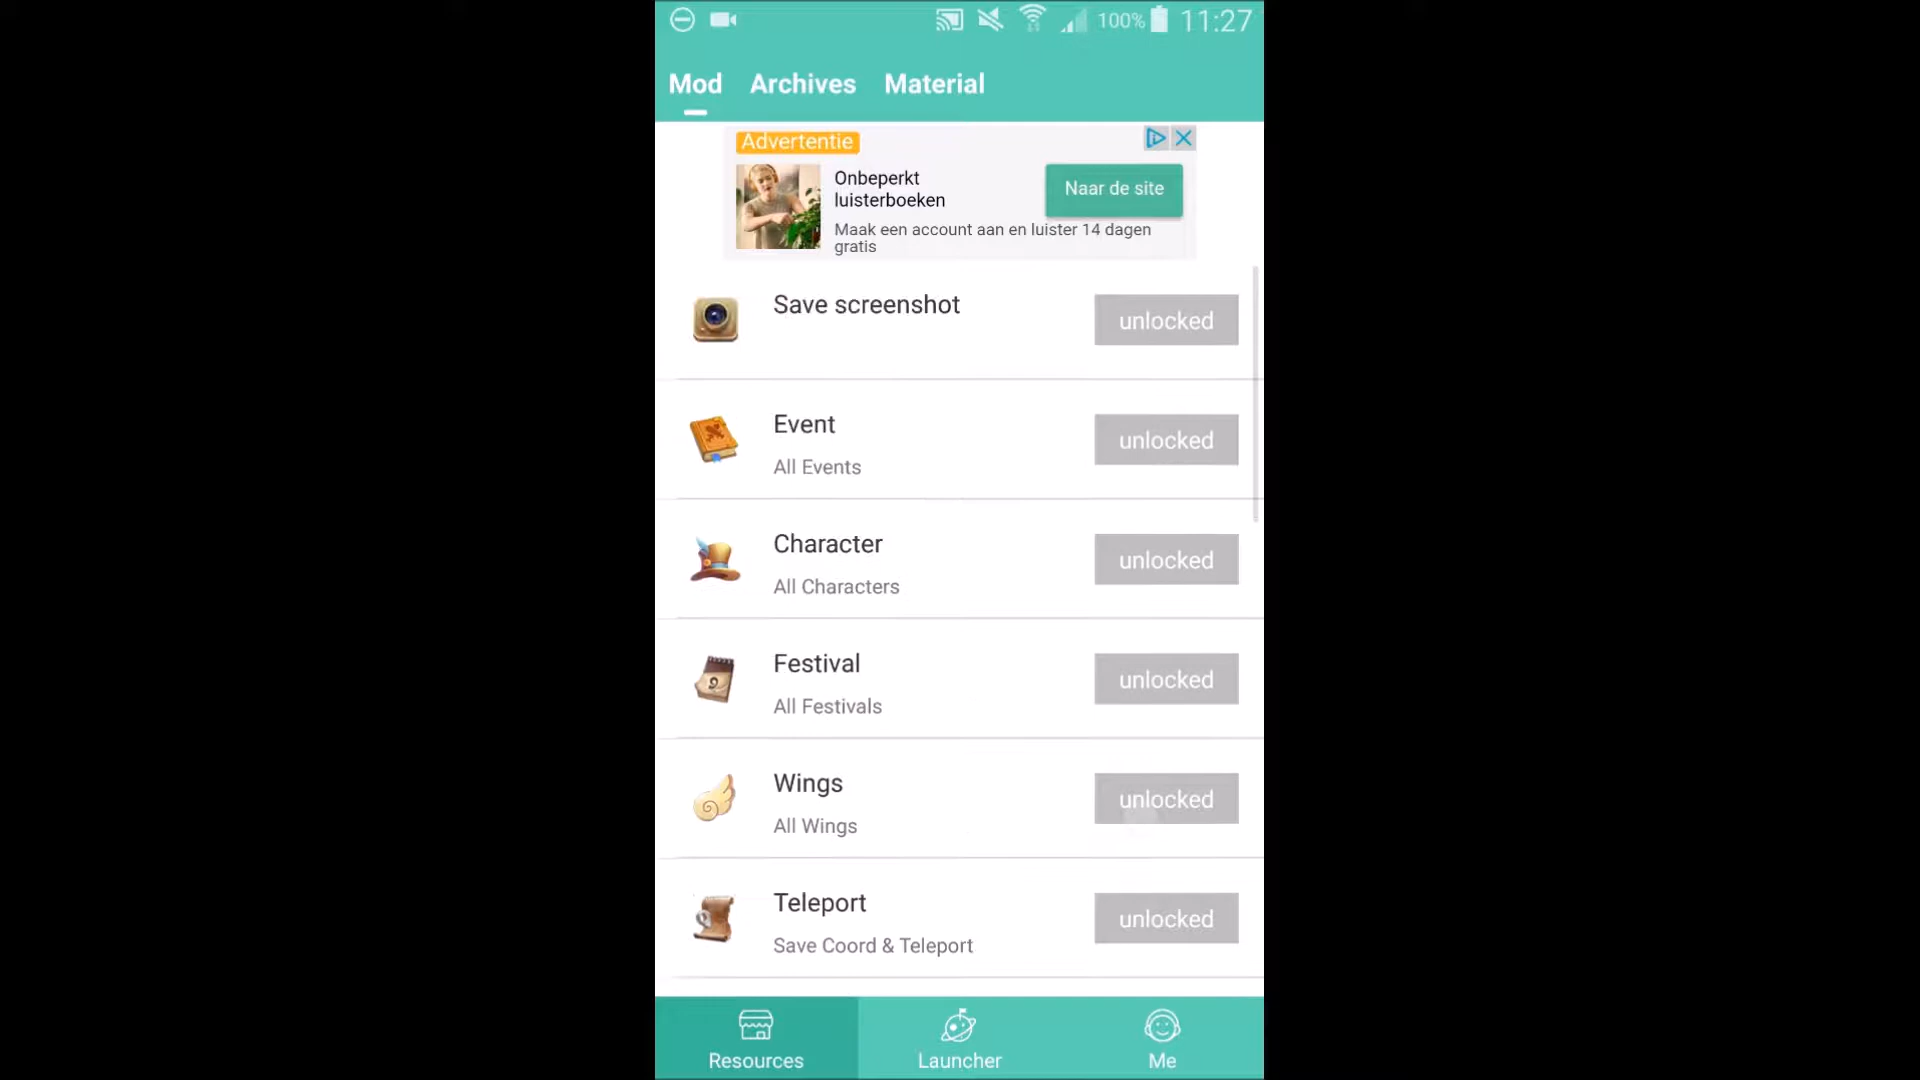 100% 11:27
Mod Archives Material
Advertentie
Onbeperkt
luisterboeken
Naar de site
Maak een account aan en luister 14 dagen
gratis
Save screenshot
unlocked
Event
All Events
unlocked
Character
All Characters
unlocked
Festival
All Festivals
unlocked
9
Wings
All Wings
unlocked
Teleport
Save Coord & Teleport
unlocked
Resources Launcher Me